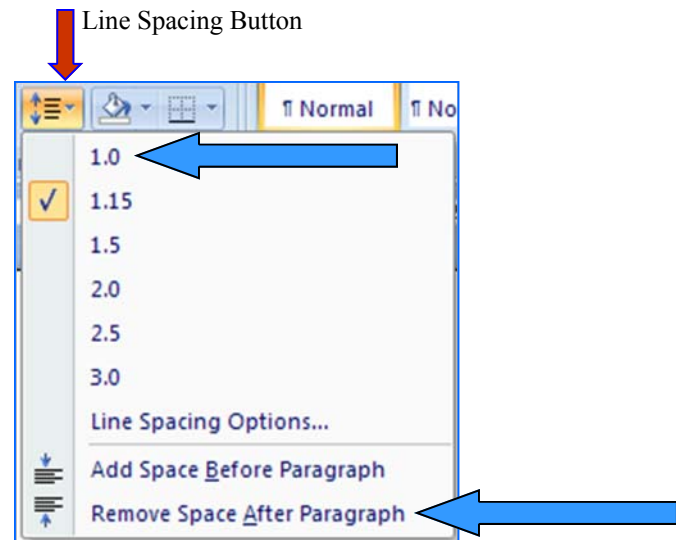 Line Spacing Button
¶ Normal ¶ No
1.0
1.15
1.5
2.0
2.5
3.0
Line Spacing Options...
Add Space Before Paragraph
Remove Space After Paragraph